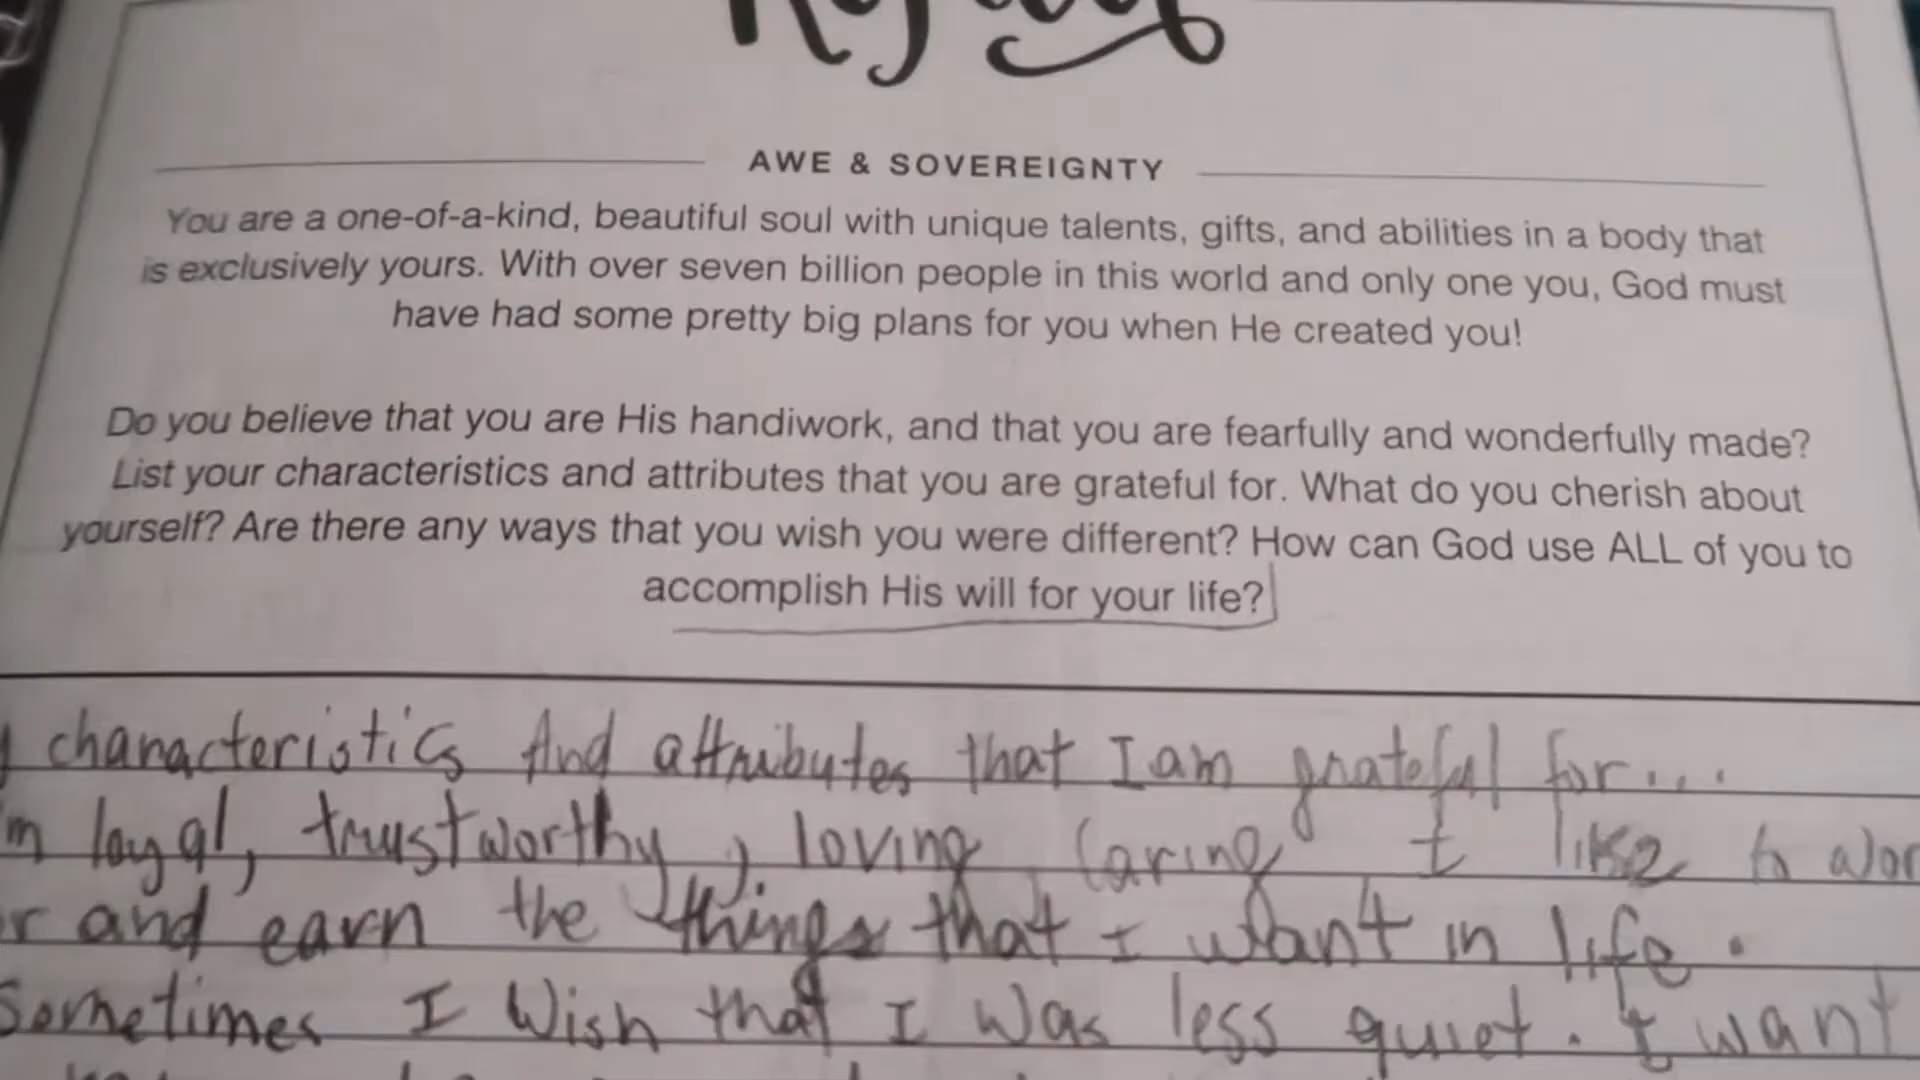 AWE & SOVEREIGNTY
You are a one-of-a-kind, beautiful soul with unique talents, gifts, and abilities in a body that
is exclusively yours. With over seven billion people in this world and only one you, God must
have had some pretty big plans for you when He created you!
Do you believe that you are His handiwork, and that you are fearfully and wonderfully made?
List your characteristics and attributes that you are grateful for. What do you cherish about
yourself? Are there any ways that you wish you were different? How can God use ALL of you to
accomplish His will for your life?
characteristics And attributes that I am grateful for...
loyal, trustworthy, loving caring I like to
and earn the things that I want in life.
Sometimes I Wish that I was less quiet. I want